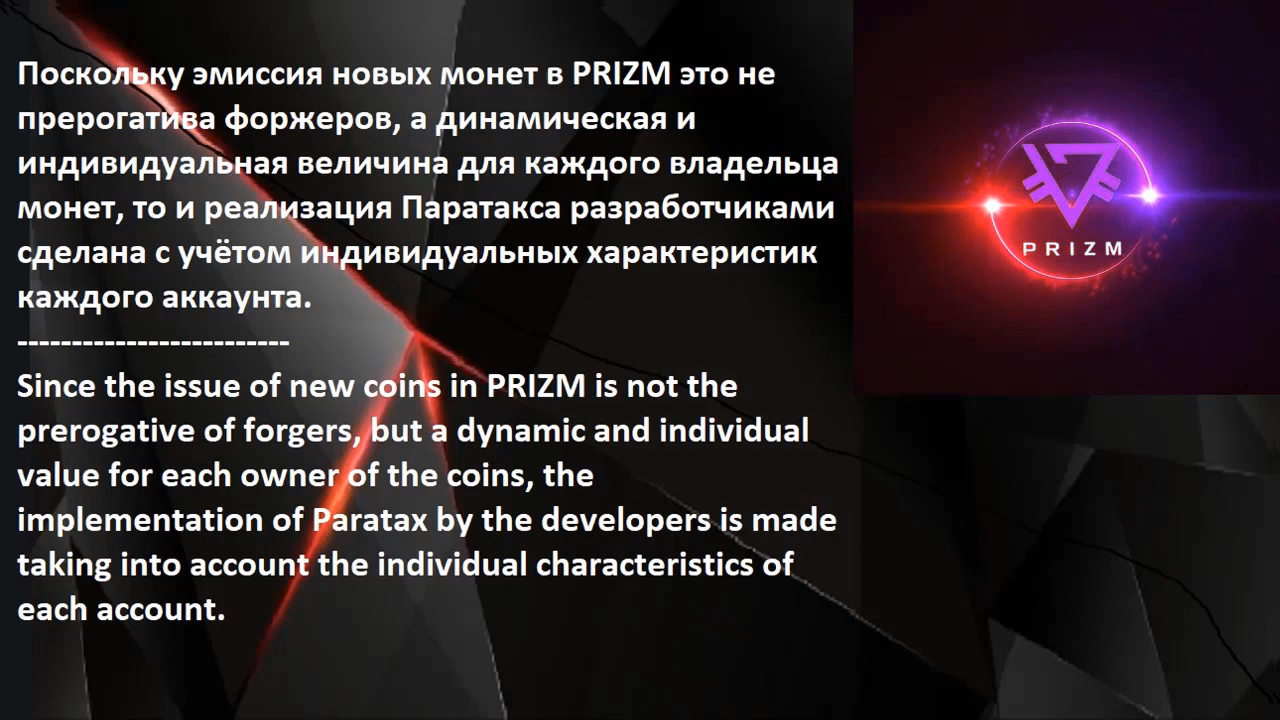 Поскольку эмиссия новых монет в PRIZM это не
прерогатива форжеров, а динамическая и
индивидуальная величина для каждого владельца
монет, то и реализация Паратакса разработчиками
сделана с учётом индивидуальных характеристик
каждого аккаунта.
-------------------------
Since the issue of new coins in PRIZM is not the
prerogative of forgers, but a dynamic and individual
value for each owner of the coins, the
implementation of Paratax by the developers is made
taking into account the individual characteristics of
each account.
PRIZM